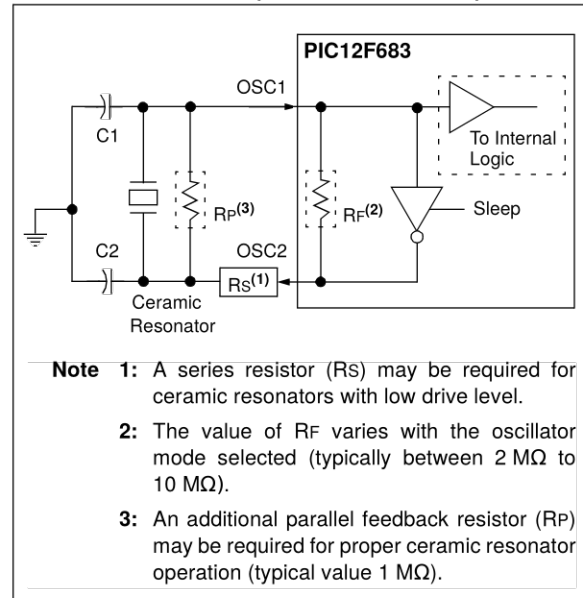 PIC12F683
OSC1
C1
To Internal
Logic
RP(3)
RF(2)
Sleep
C2
OSC2
RS(1)
Ceramic
Resonator
Note 1: A series resistor (RS) may be required for
ceramic resonators with low drive level.
2: The value of RF varies with the oscillator
mode selected (typically between 2 MΩ to
10 MΩ).
3: An additional parallel feedback resistor (RP)
may be required for proper ceramic resonator
operation (typical value 1 MΩ).